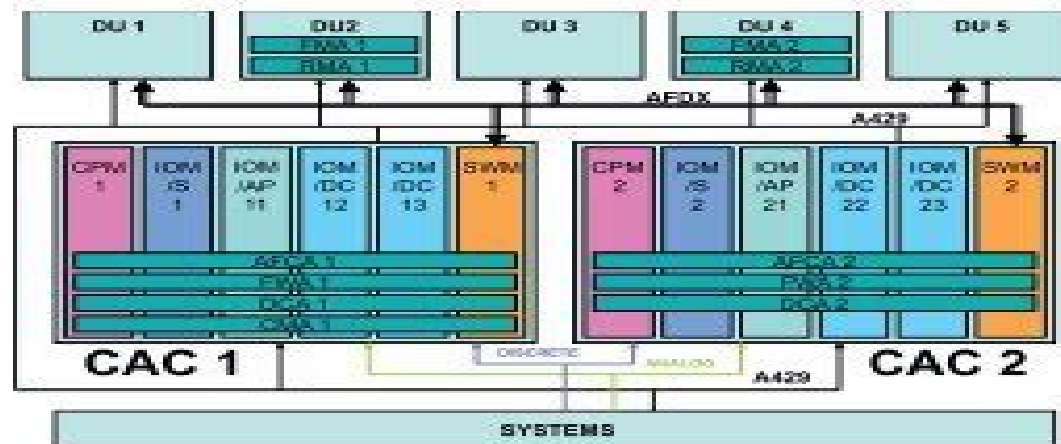 DU 1
DU2
DU 3
DU 4
DU 5
FMA 1
FMA 2
RMA 1
RMA 2
AFDX
A429
CPM 1
IOM /S 1
IOM /AP 11
IOM /DC 12
IOM /DC 13
SWM 1
CPM 2
IOM /S 2
IOM /AP 21
IOM /DC 22
IOM /DC 23
SWM 2
AFCA 1
FWA 1
DCA 1
CMA 1
AFCA 2
FWA 2
DCA 2
CAC 1
CAC 2
DISCRETE
ANALOG
A429
SYSTEMS